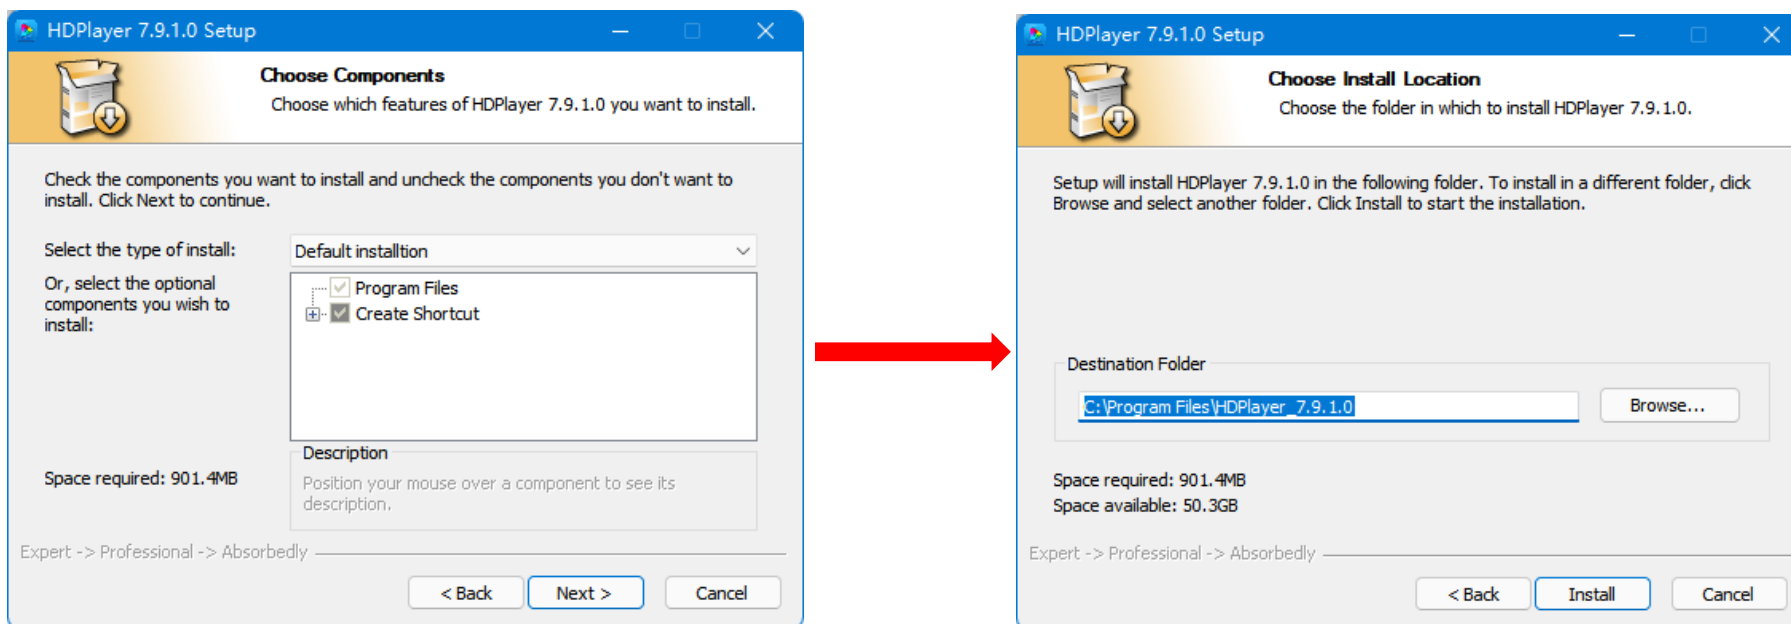 HDPlayer 7.9.1.0 Setup
Choose Components
Choose which features of HDPlayer 7.9.1.0 you want to install.
Check the components you want to install and uncheck the components you don't want to
install. Click Next to continue.
Select the type of install:
Default installtion
Or, select the optional
components you wish to
install:
Program Files
Create Shortcut
Space required: 901.4MB
Description
Position your mouse over a component to see its
description.
Expert -> Professional -> Absorbedly
< Back
Next >
Cancel
HDPlayer 7.9.1.0 Setup
Choose Install Location
Choose the folder in which to install HDPlayer 7.9.1.0.
Setup will install HDPlayer 7.9.1.0 in the following folder. To install in a different folder, click
Browse and select another folder. Click Install to start the installation.
Destination Folder
C:\Program Files\HDPlayer_7.9.1.0
Browse...
Space required: 901.4MB
Space available: 50.3GB
Expert -> Professional -> Absorbedly
< Back
Install
Cancel